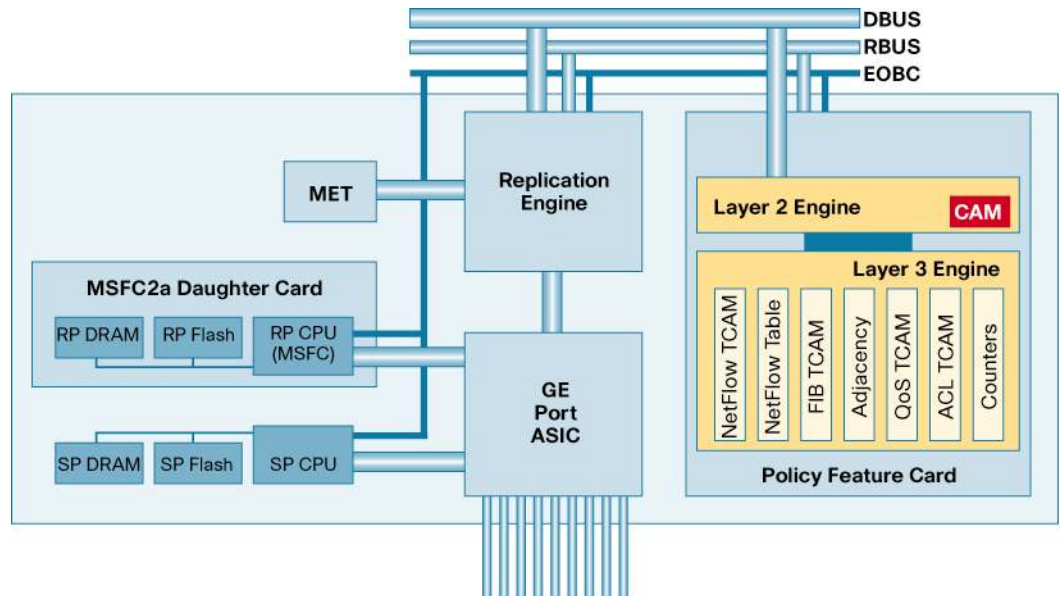 DBUS
RBUS
EOBC
MET
Replication
Engine
Layer 2 Engine
CAM
Layer 3 Engine
NetFlow TCAM
NetFlow Table
FIB TCAM
Adjacency
QoS TCAM
ACL TCAM
Counters
Policy Feature Card
MSFC2a Daughter Card
RP DRAM
RP Flash
RP CPU
(MSFC)
GE
Port
ASIC
SP DRAM
SP Flash
SP CPU